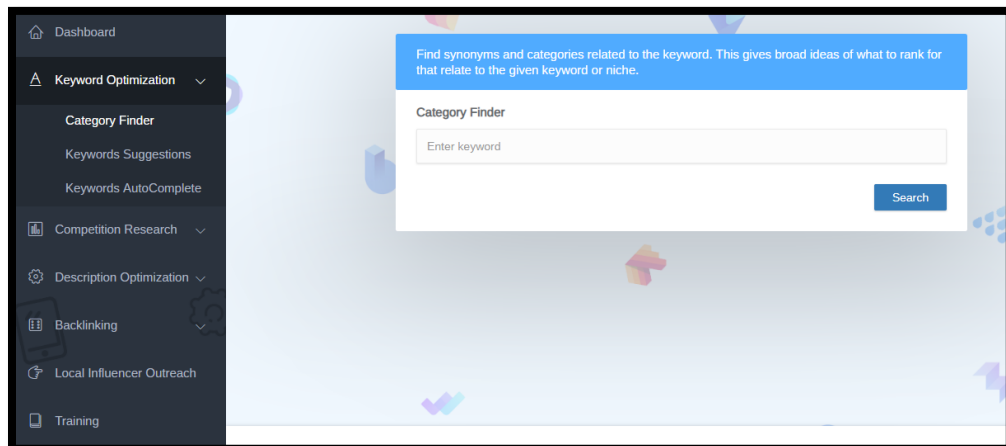 Dashboard
Keyword Optimization
Category Finder
Keywords Suggestions
Keywords AutoComplete
Competition Research
Description Optimization
Backlinking
Local Influencer Outreach
Training
Find synonyms and categories related to the keyword. This gives broad ideas of what to rank for
that relate to the given keyword or niche.
Category Finder
Enter keyword
Search